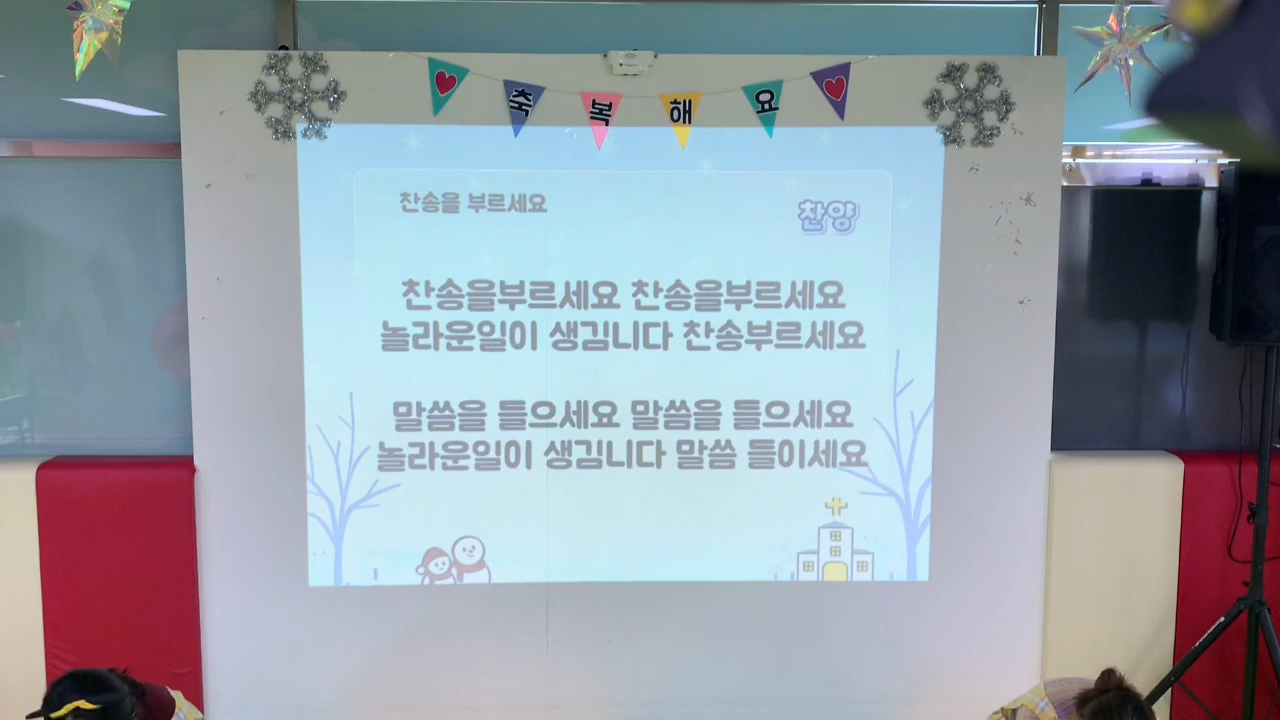 축복해요
찬송을 부르세요
찬양
찬송을부르세요 찬송을부르세요
놀라운일이 생김니다 찬송부르세요
말씀을 들으세요 말씀을 들으세요
놀라운일이 생김니다 말씀 들이세요